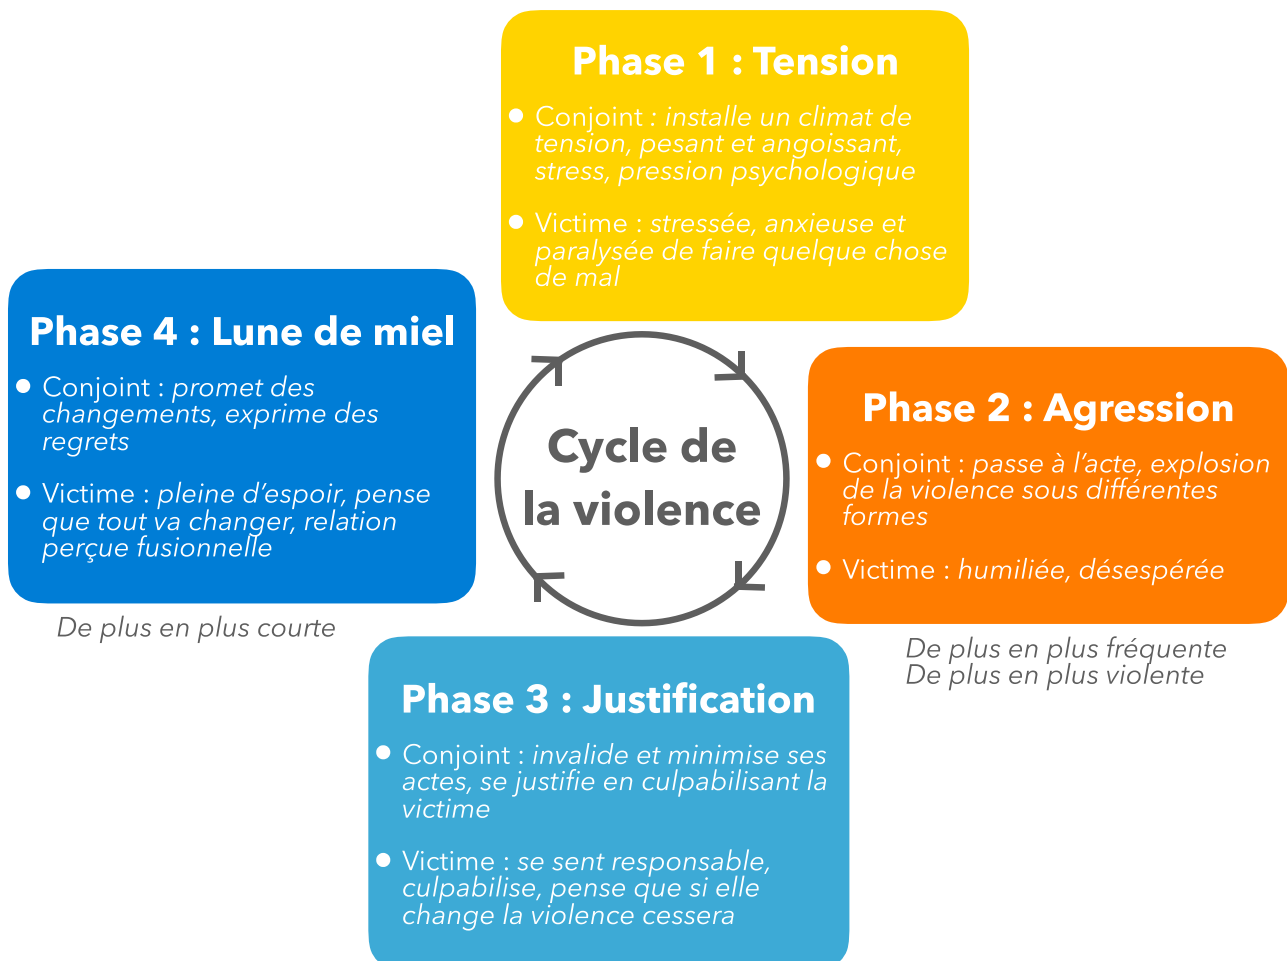 Phase 1 : Tension
• Conjoint : installe un climat de
tension, pesant et angoissant,
stress, pression psychologique
• Victime : stressée, anxieuse et
paralysée de faire quelque chose
de mal
Phase 4 : Lune de miel
• Conjoint : promet des
changements, exprime des
regrets
• Victime : pleine d’espoir, pense
que tout va changer, relation
perçue fusionnelle
De plus en plus courte
Cycle de
la violence
Phase 2 : Agression
• Conjoint : passe à l’acte, explosion
de la violence sous différentes
formes
• Victime : humiliée, désespérée
De plus en plus fréquente
De plus en plus violente
Phase 3 : Justification
• Conjoint : invalide et minimise ses
actes, se justifie en culpabilisant la
victime
• Victime : se sent responsable,
culpabilise, pense que si elle
change la violence cessera